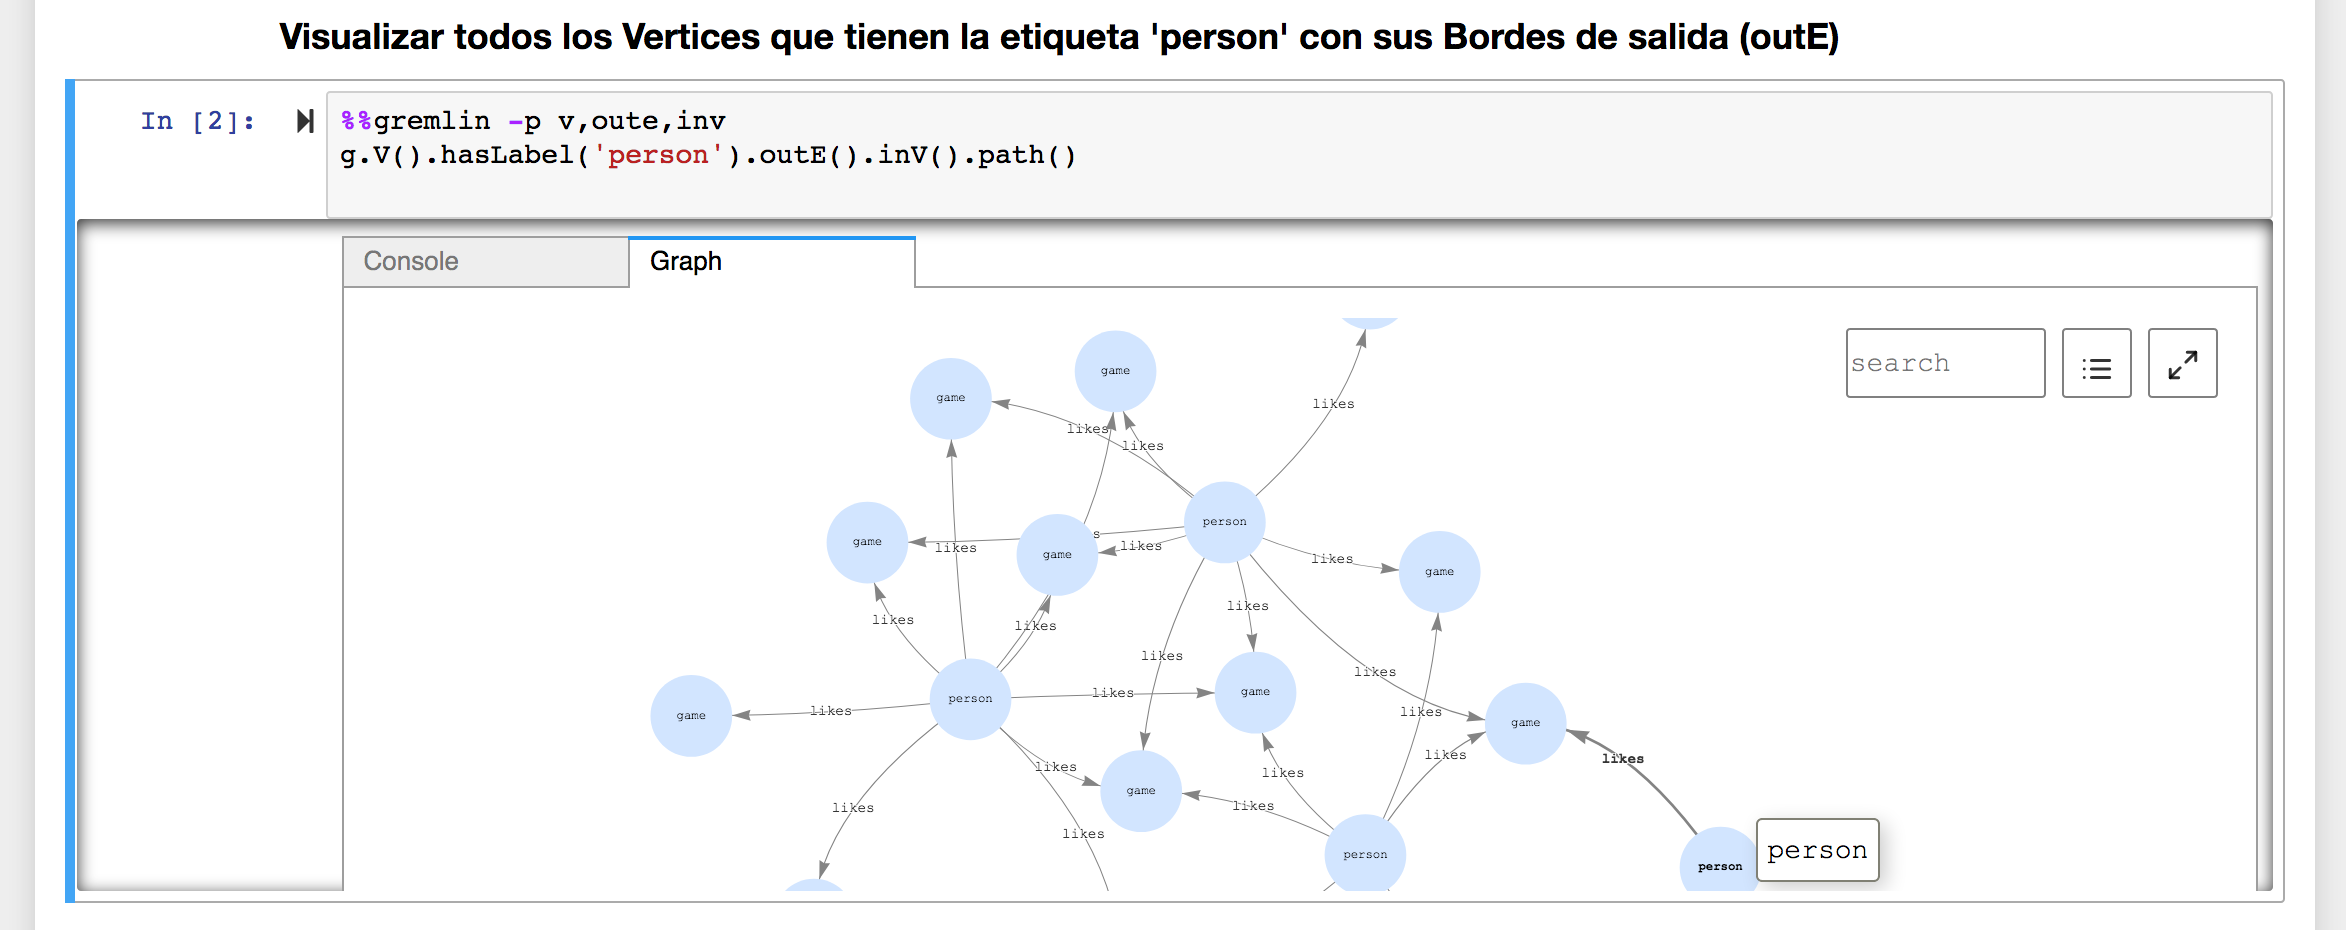 Visualizar todos los Vertices que tienen la etiqueta 'person' con sus Bordes de salida (outE)
In [2]:
%%gremlin -p v,oute,inv
g.V().hasLabel('person').outE().inV().path()
Console
Graph
search
game
game
likes
likes
likes
person
game
likes
game
s
likes
likes
game
likes
likes
likes
likes
likes
person
likes
game
game
likes
likes
game
likes
game
likes
likes
likes
likes
game
likes
likes
likes
person
person
person